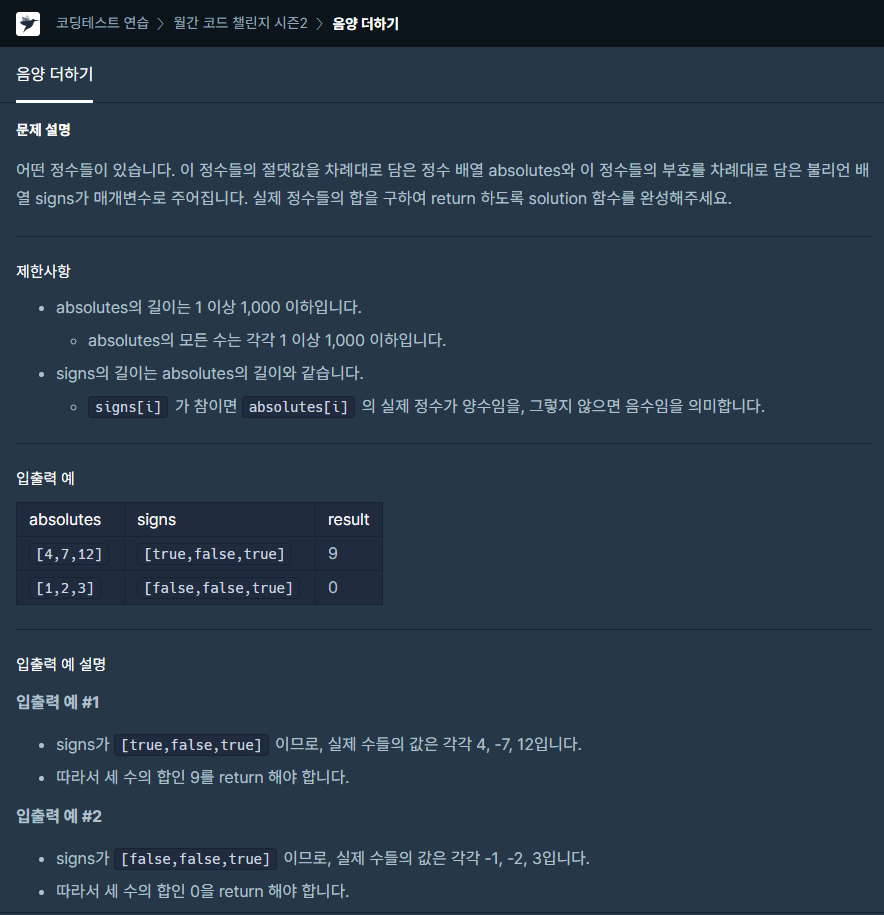 코딩테스트 연습 > 월간 코드 챌린지 시즌2 > 음양 더하기
음양 더하기
문제 설명
어떤 정수들이 있습니다. 이 정수들의 절댓값을 차례대로 담은 정수 배열 absolutes와 이 정수들의 부호를 차례대로 담은 불리언 배
열 signs가 매개변수로 주어집니다. 실제 정수들의 합을 구하여 return 하도록 solution 함수를 완성해주세요.
제한사항
• absolutes의 길이는 1 이상 1,000 이하입니다.
◦ absolutes의 모든 수는 각각 1 이상 1,000 이하입니다.
• signs의 길이는 absolutes의 길이와 같습니다.
◦ signs[i] 가 참이면 absolutes[i] 의 실제 정수가 양수임을, 그렇지 않으면 음수임을 의미합니다.
입출력 예
absolutes signs result
[4,7,12] [true,false,true] 9
[1,2,3] [false,false,true] 0
입출력 예 설명
입출력 예 #1
• signs가 [true,false,true] 이므로, 실제 수들의 값은 각각 4, -7, 12입니다.
• 따라서 세 수의 합인 9를 return 해야 합니다.
입출력 예 #2
• signs가 [false,false,true] 이므로, 실제 수들의 값은 각각 -1, -2, 3입니다.
• 따라서 세 수의 합인 0을 return 해야 합니다.